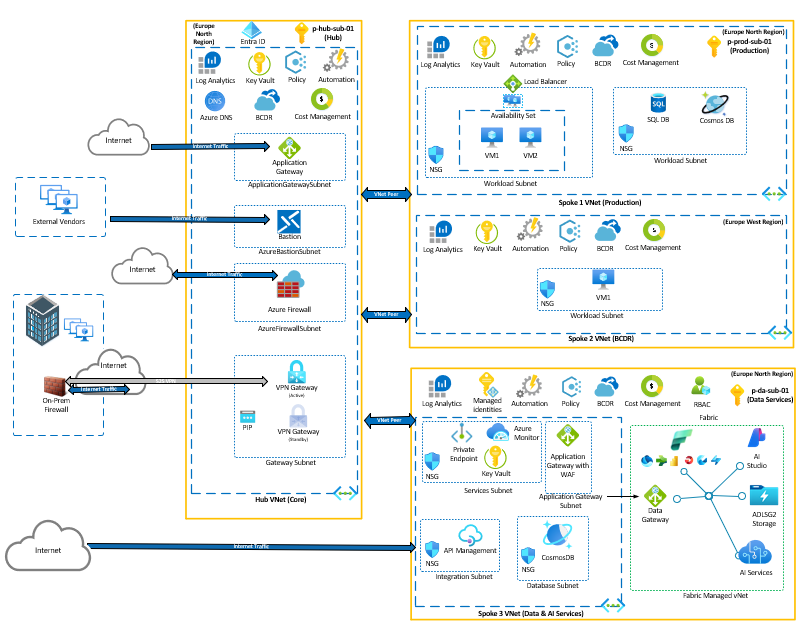 (Europe
North
Region)
Entra ID
p-hub-sub-01
(Hub)
Log Analytics
Key Vault
Policy
Automation
Azure DNS
BCDR
Cost Management
Internet
Internet Traffic
Application
Gateway
ApplicationGatewaySubnet
External Vendors
Internet Traffic
Bastion
AzureBastionSubnet
Internet
Internet Traffic
Azure Firewall
AzureFirewallSubnet
Internet
Internet Traffic
On-Prem
Firewall
VPN Gateway
(Active)
PIP
VPN Gateway
(Standby)
Gateway Subnet
Hub VNet (Core)
Internet
Internet Traffic
VNet Peer
VNet Peer
VNet Peer
(Europe North Region)
p-prod-sub-01
(Production)
Log Analytics
Key Vault
Automation
Policy
BCDR
Cost Management
Load Balancer
Availability Set
VM1
VM2
NSG
Workload Subnet
SQL DB
Cosmos DB
NSG
Workload Subnet
Spoke 1 VNet (Production)
(Europe West Region)
Log Analytics
Key Vault
Automation
Policy
BCDR
Cost Management
NSG
VM1
Workload Subnet
Spoke 2 VNet (BCDR)
(Europe North Region)
p-da-sub-01
(Data Services)
Log Analytics
Managed
Identities
Automation
Policy
BCDR
Cost Management
RBAC
Private
Endpoint
Azure
Monitor
Key Vault
NSG
Services Subnet
Application
Gateway with
WAF
Application Gateway
Subnet
NSG
API Management
Integration Subnet
NSG
CosmosDB
Database Subnet
Spoke 3 VNet (Data & AI Services)
Fabric
AI
Studio
Data
Gateway
ADLSG2
Storage
AI Services
Fabric Managed vNet